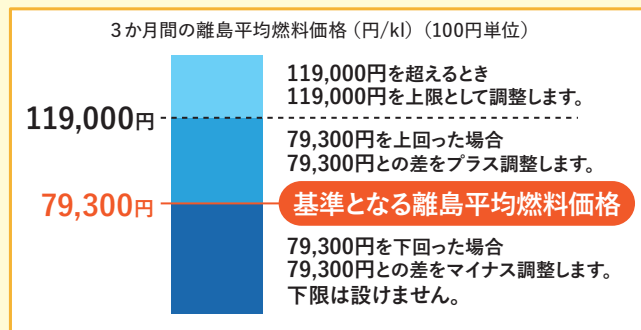 3か月間の離島平均燃料価格（円/kl）（100円単位）
119,000円を超えるとき
119,000円を上限として調整します。
119,000円
79,300円を上回った場合
79,300円との差をプラス調整します。
79,300円
基準となる離島平均燃料価格
79,300円を下回った場合
79,300円との差をマイナス調整します。
下限は設けません。